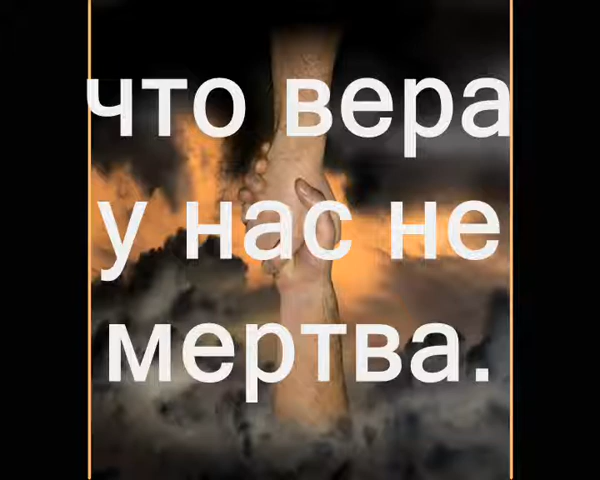 что вера
у нас не
мертва.